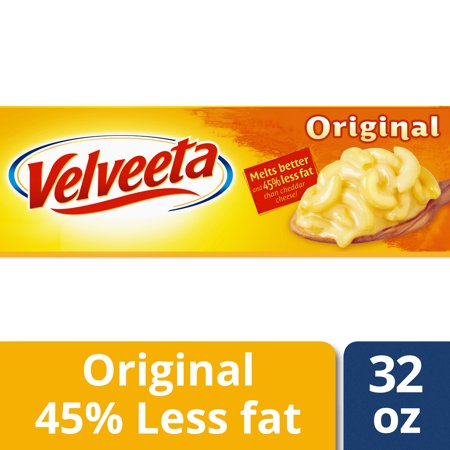 Original
Velveeta
Melts better
and 45% less fat
than cheddar
cheese!
Original
45% Less fat
32
oz